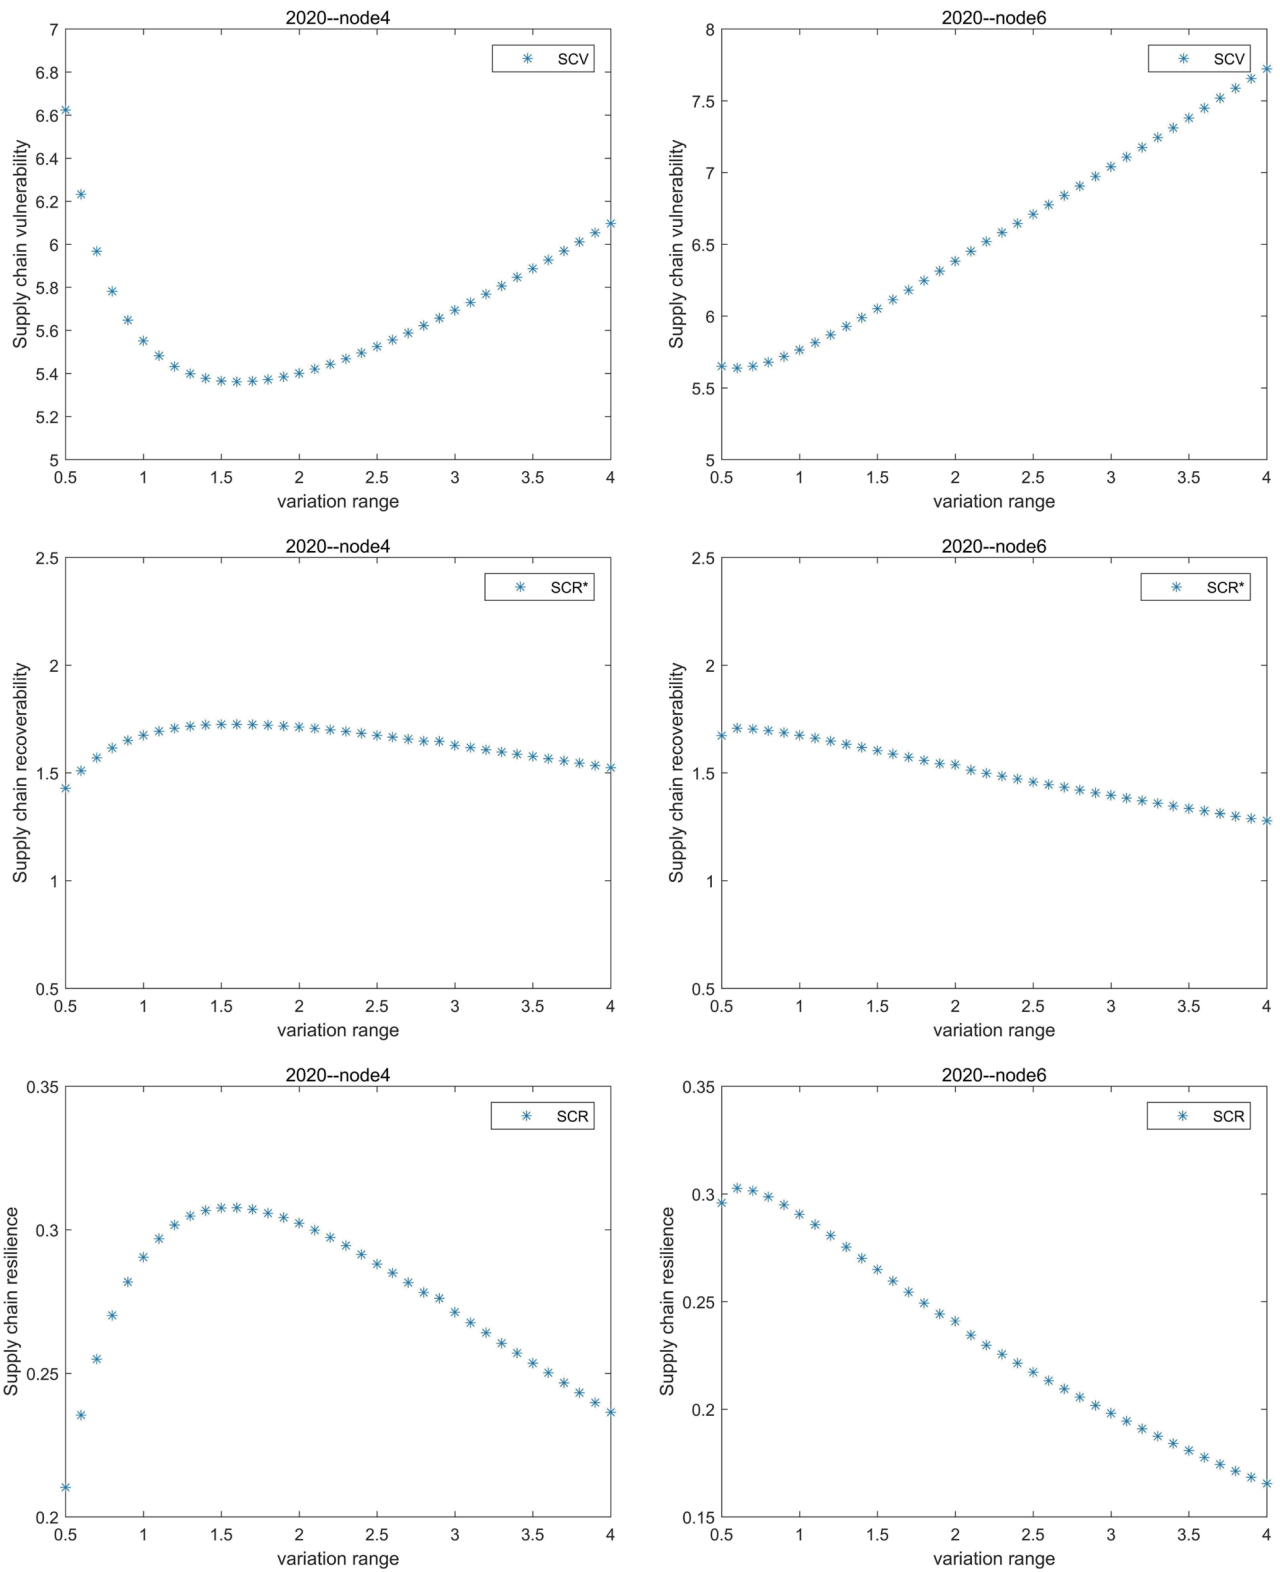 2020--node4
7
6.8
6.6
6.4
6.2
6
5.8
5.6
5.4
5.2
5
Supply chain vulnerability
SCV
0.5 1 1.5 2 2.5 3 3.5 4
variation range
2020--node6
8
7.5
7
6.5
6
5.5
5
Supply chain vulnerability
SCV
0.5 1 1.5 2 2.5 3 3.5 4
variation range
2020--node4
2.5
2
1.5
1
0.5
Supply chain recoverability
SCR*
0.5 1 1.5 2 2.5 3 3.5 4
variation range
2020--node6
2.5
2
1.5
1
0.5
Supply chain recoverability
SCR*
0.5 1 1.5 2 2.5 3 3.5 4
variation range
2020--node4
0.35
0.3
0.25
0.2
Supply chain resilience
SCR
0.5 1 1.5 2 2.5 3 3.5 4
variation range
2020--node6
0.35
0.3
0.25
0.2
0.15
Supply chain resilience
SCR
0.5 1 1.5 2 2.5 3 3.5 4
variation range